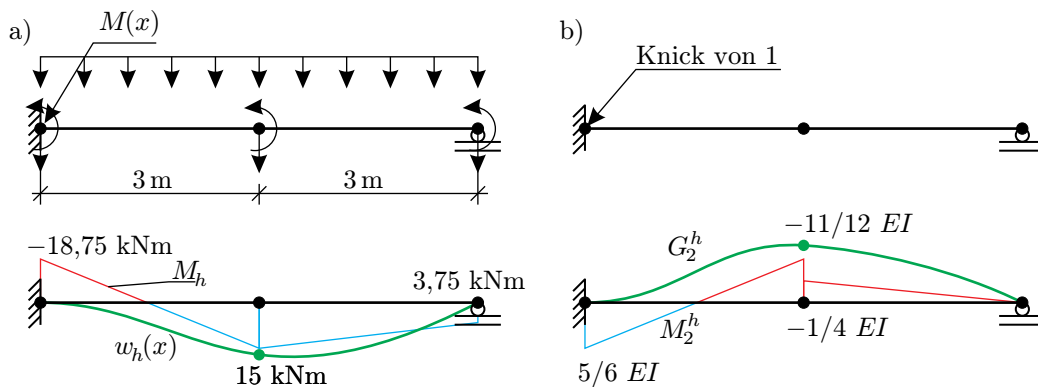 a)
M(x)
3 m
3 m
−18,75 kNm
M_h
3,75 kNm
w_h(x)
15 kNm
b)
Knick von 1
−11/12 EI
G_2^h
M_2^h
−1/4 EI
5/6 EI